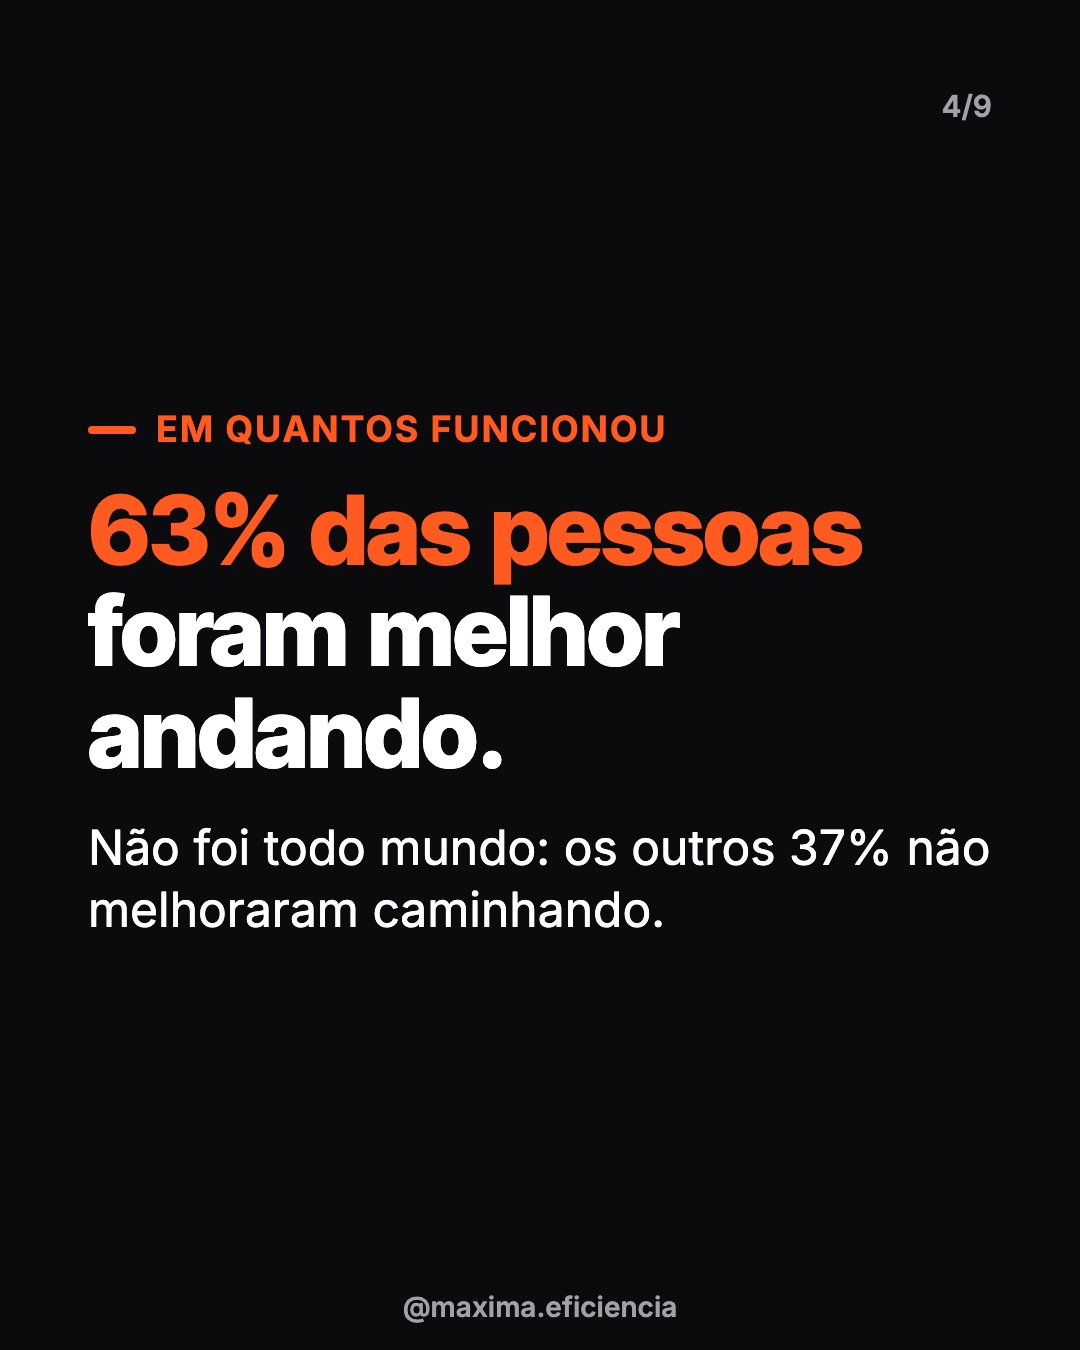 4/9
EM QUANTOS FUNCIONOU
63% das pessoas
foram melhor
andando.
Não foi todo mundo: os outros 37% não
melhoraram caminhando.
@maxima.eficiencia